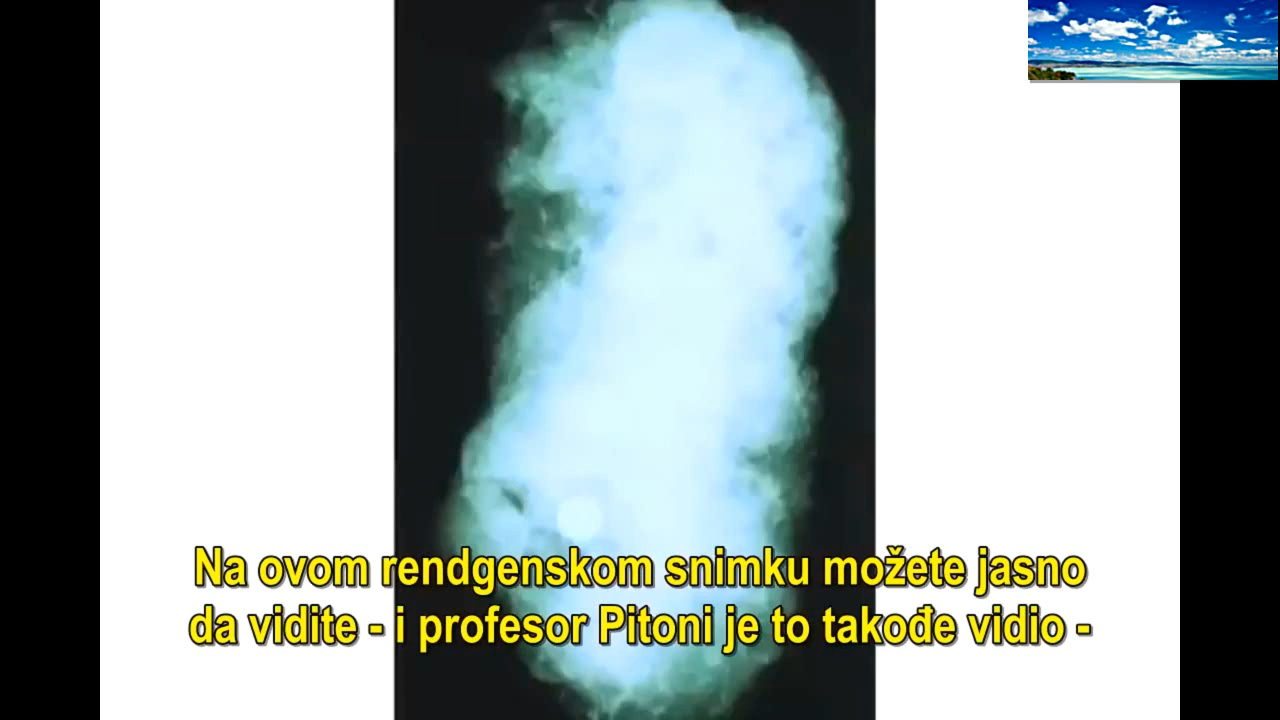 Na ovom rendgenskom snimku možete jasno
da vidite - i profesor Pitoni je to takođe vidio -